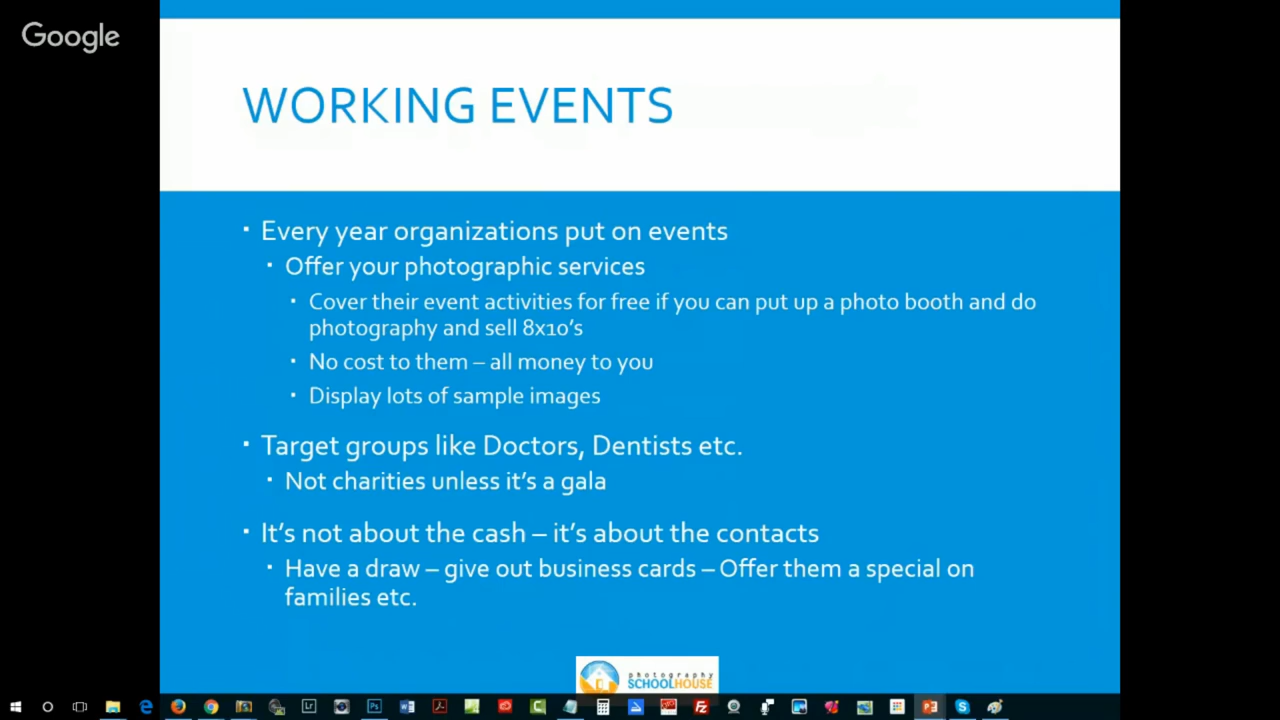 Google
WORKING EVENTS
▪ Every year organizations put on events
▪ Offer your photographic services
▪ Cover their event activities for free if you can put up a photo booth and do
photography and sell 8x10's
▪ No cost to them – all money to you
▪ Display lots of sample images
▪ Target groups like Doctors, Dentists etc.
▪ Not charities unless it's a gala
▪ It's not about the cash – it's about the contacts
▪ Have a draw – give out business cards – Offer them a special on
families etc.
photography
SCHOOLHOUSE
Lr
Ps